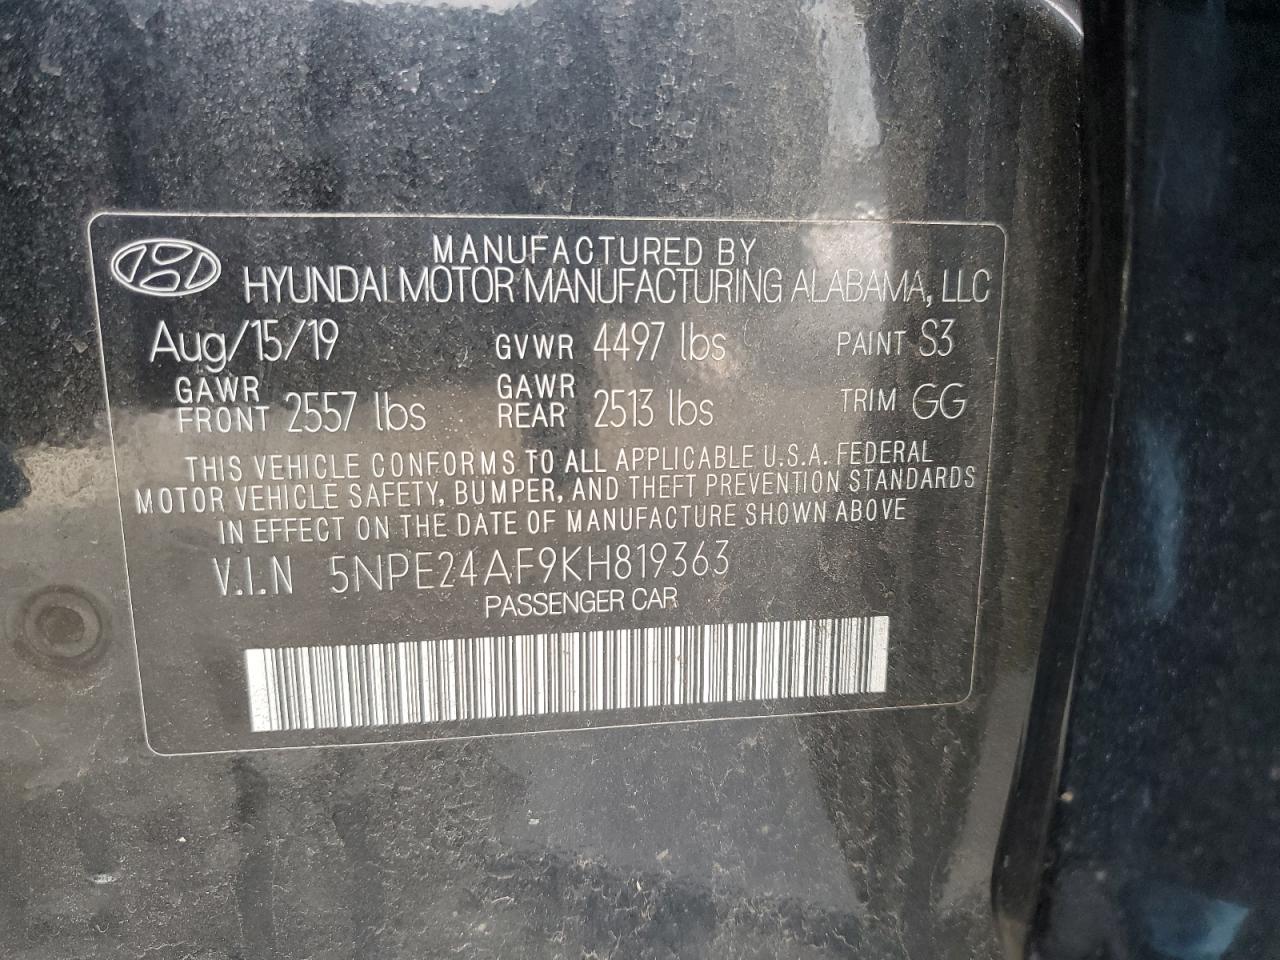 MANUFACTURED BY
HYUNDAI MOTOR MANUFACTURING ALABAMA, LLC
Aug/15/19 GVWR 4497 lbs PAINT S3
GAWR FRONT 2557 lbs GAWR REAR 2513 lbs TRIM GG
THIS VEHICLE CONFORMS TO ALL APPLICABLE U.S.A. FEDERAL
MOTOR VEHICLE SAFETY, BUMPER, AND THEFT PREVENTION STANDARDS
IN EFFECT ON THE DATE OF MANUFACTURE SHOWN ABOVE
V.I.N 5NPE24AF9KH819363
PASSENGER CAR